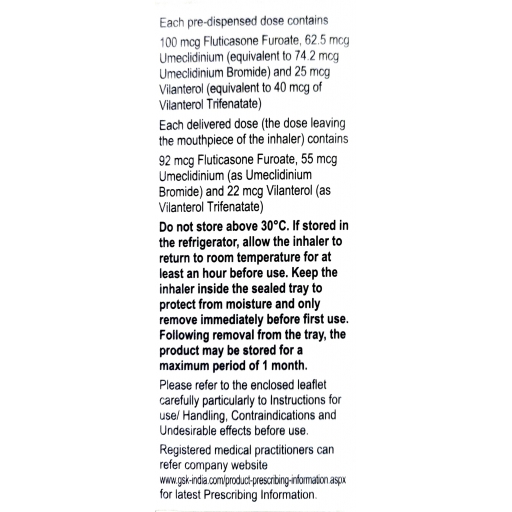 Each pre-dispensed dose contains
100 mcg Fluticasone Furoate, 62.5 mcg
Umeclidinium (equivalent to 74.2 mcg
Umeclidinium Bromide) and 25 mcg
Vilanterol (equivalent to 40 mcg of
Vilanterol Trifenatate)
Each delivered dose (the dose leaving
the mouthpiece of the inhaler) contains
92 mcg Fluticasone Furoate, 55 mcg
Umeclidinium (as Umeclidinium
Bromide) and 22 mcg Vilanterol (as
Vilanterol Trifenatate)
Do not store above 30°C. If stored in
the refrigerator, allow the inhaler to
return to room temperature for at
least an hour before use. Keep the
inhaler inside the sealed tray to
protect from moisture and only
remove immediately before first use.
Following removal from the tray, the
product may be stored for a
maximum period of 1 month.
Please refer to the enclosed leaflet
carefully particularly to Instructions for
use/ Handling, Contraindications and
Undesirable effects before use.
Registered medical practitioners can
refer company website
www.gsk-india.com/product-prescribing-information.aspx
for latest Prescribing Information.